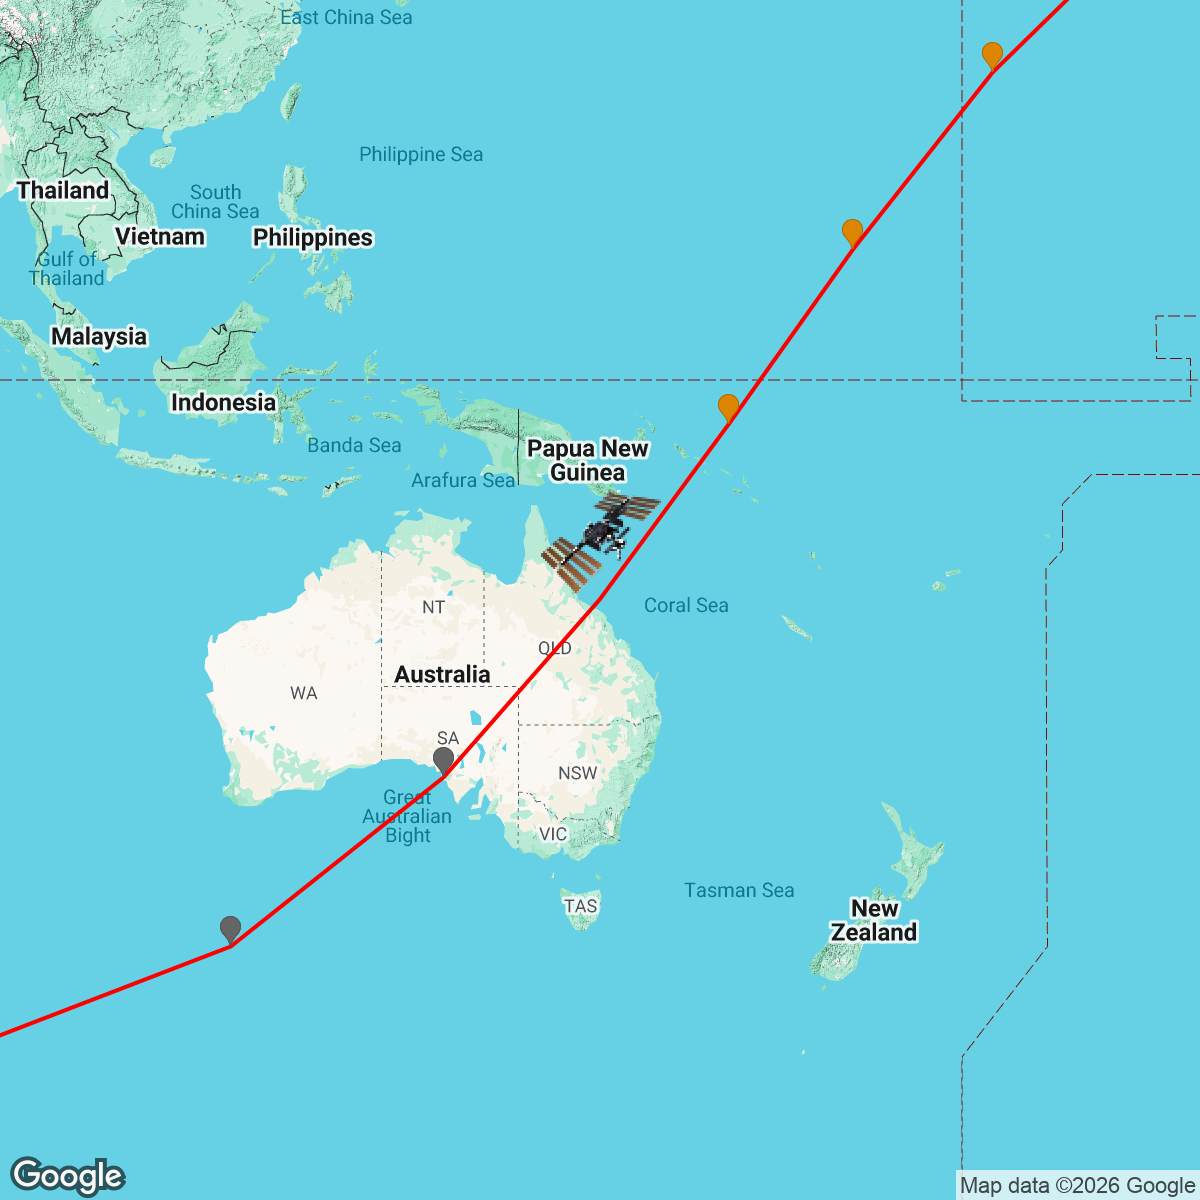 East China Sea
Philippine Sea
Thailand
South
China Sea
Vietnam
Philippines
Gulf of
Thailand
Malaysia
Indonesia
Banda Sea
Papua New
Guinea
Arafura Sea
NT
Coral Sea
QLD
Australia
WA
SA
NSW
Great
Australian
Bight
VIC
Tasman Sea
TAS
New
Zealand
Google
Map data ©2026 Google